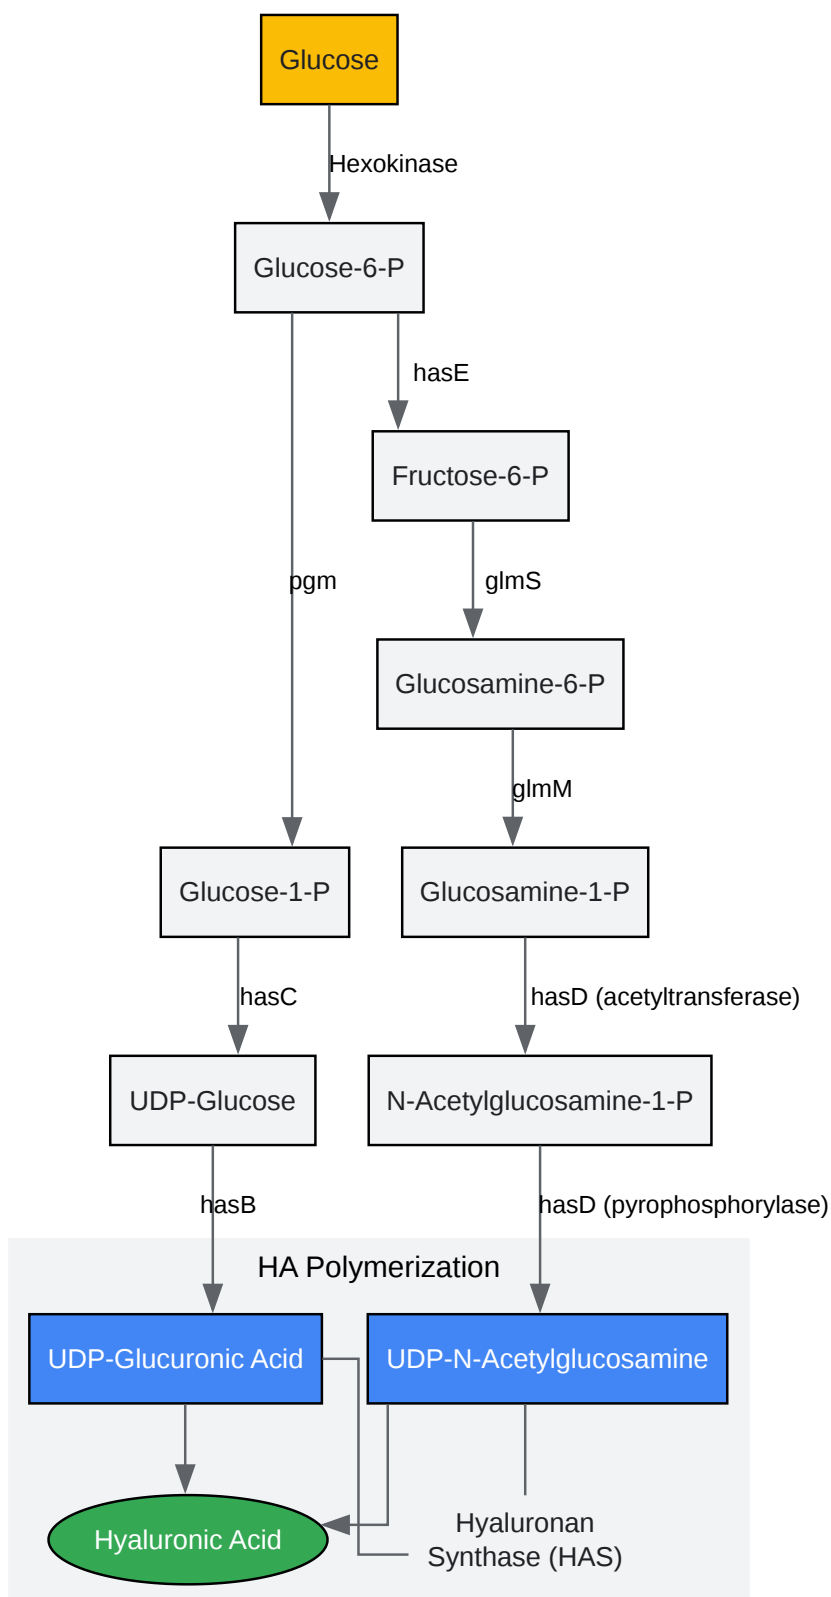 Glucose
Hexokinase
Glucose-6-P
hasE
Fructose-6-P
pgm
glmS
Glucosamine-6-P
glmM
Glucose-1-P
Glucosamine-1-P
hasC
hasD (acetyltransferase)
UDP-Glucose
N-Acetylglucosamine-1-P
hasB
hasD (pyrophosphorylase)
HA Polymerization
UDP-Glucuronic Acid
UDP-N-Acetylglucosamine
Hyaluronic Acid
Hyaluronan
Synthase (HAS)